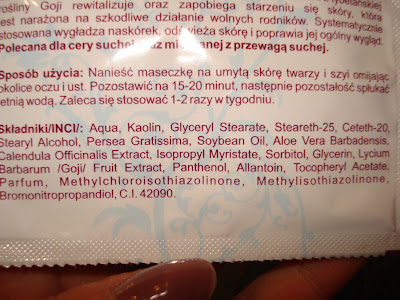 rośliny Goji rewitalizuje oraz zapobiega starzeniu się skóry, która
jest narażona na szkodliwe działanie wolnych rodników. Systematycznie
stosowana wygładza naskórek, odświeża skórę i poprawia jej ogólny wygląd.
Polecana dla cery suchej oraz mieszanej z przewagą suchej.
Sposób użycia: Nanieść maseczkę na umytą skórę twarzy i szyi omijając
okolice oczu i ust. Pozostawić na 15-20 minut, następnie pozostałość spłukać
letnią wodą. Zaleca się stosować 1-2 razy w tygodniu.
Składniki/INCI/: Aqua, Kaolin, Glyceryl Stearate, Steareth-25, Ceteth-20,
Stearyl Alcohol, Persea Gratissima, Soybean Oil, Aloe Vera Barbadensis,
Calendula Officinalis Extract, Isopropyl Myristate, Sorbitol, Glycerin, Lycium
Barbarum /Goji/ Fruit Extract, Panthenol, Allantoin, Tocopheryl Acetate,
Parfum, Methylchloroisothiazolinone, Methylisothiazolinone,
Bromonitropropandiol, C.I. 42090.